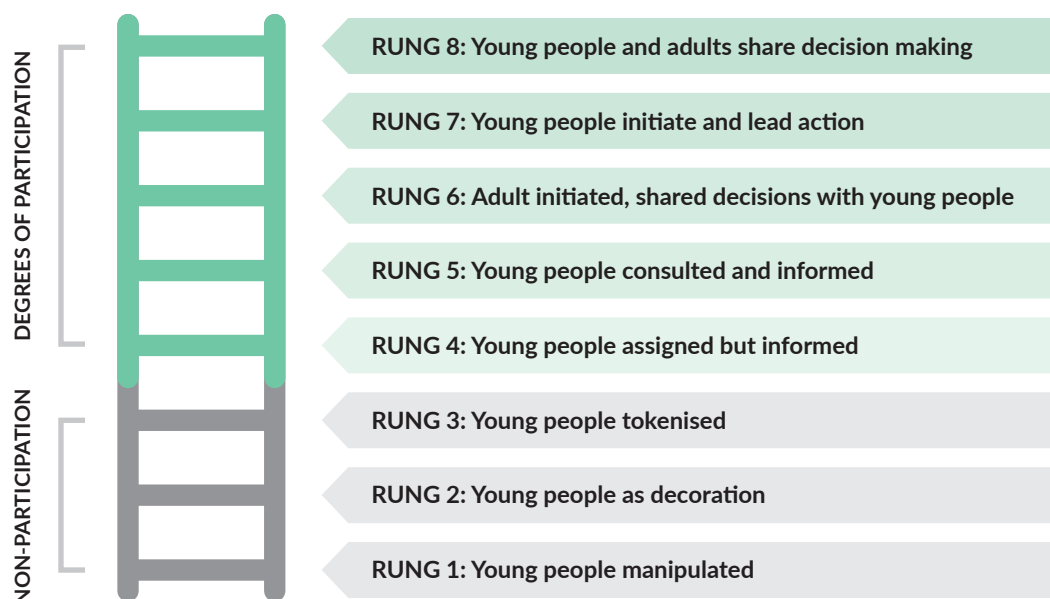 DEGREES OF PARTICIPATION
RUNG 8: Young people and adults share decision making
RUNG 7: Young people initiate and lead action
RUNG 6: Adult initiated, shared decisions with young people
RUNG 5: Young people consulted and informed
RUNG 4: Young people assigned but informed
NON-PARTICIPATION
RUNG 3: Young people tokenised
RUNG 2: Young people as decoration
RUNG 1: Young people manipulated